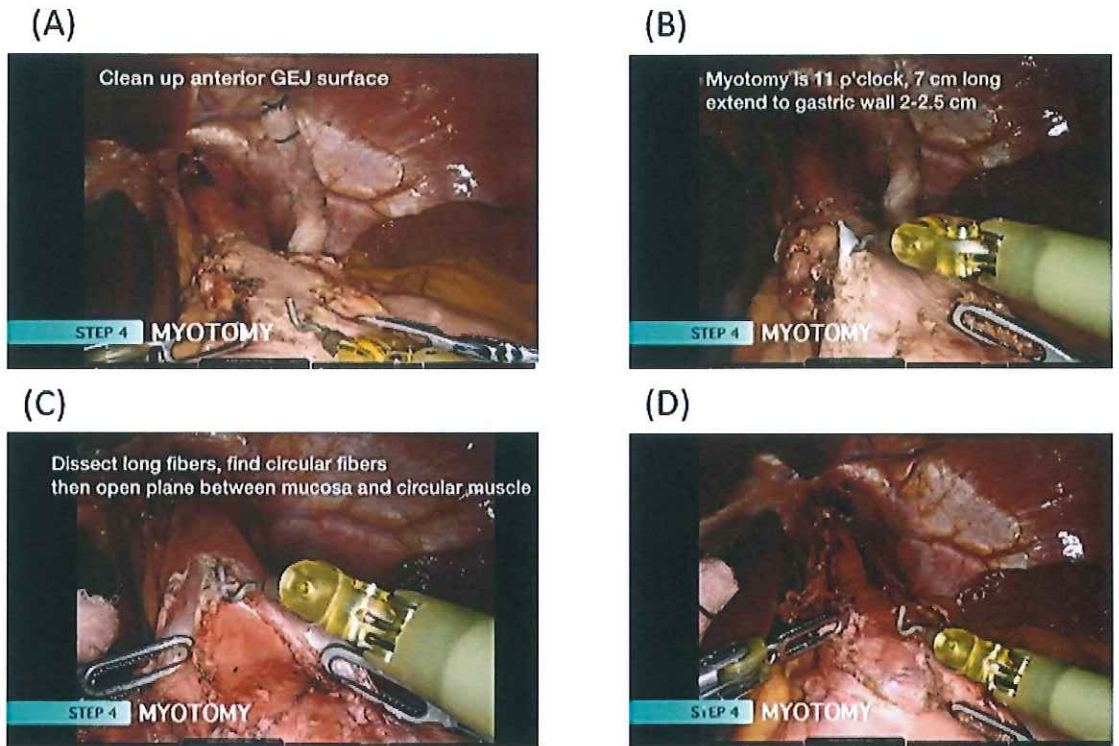 (A)
(B)
Clean up anterior GEJ surface
STEP 4 MYOTOMY
Myotomy is 11 o'clock, 7 cm long
extend to gastric wall 2-2.5 cm
STEP 4 MYOTOMY
(C)
(D)
Dissect long fibers, find circular fibers
then open plane between mucosa and circular muscle
STEP 4 MYOTOMY
STEP 4 MYOTOMY